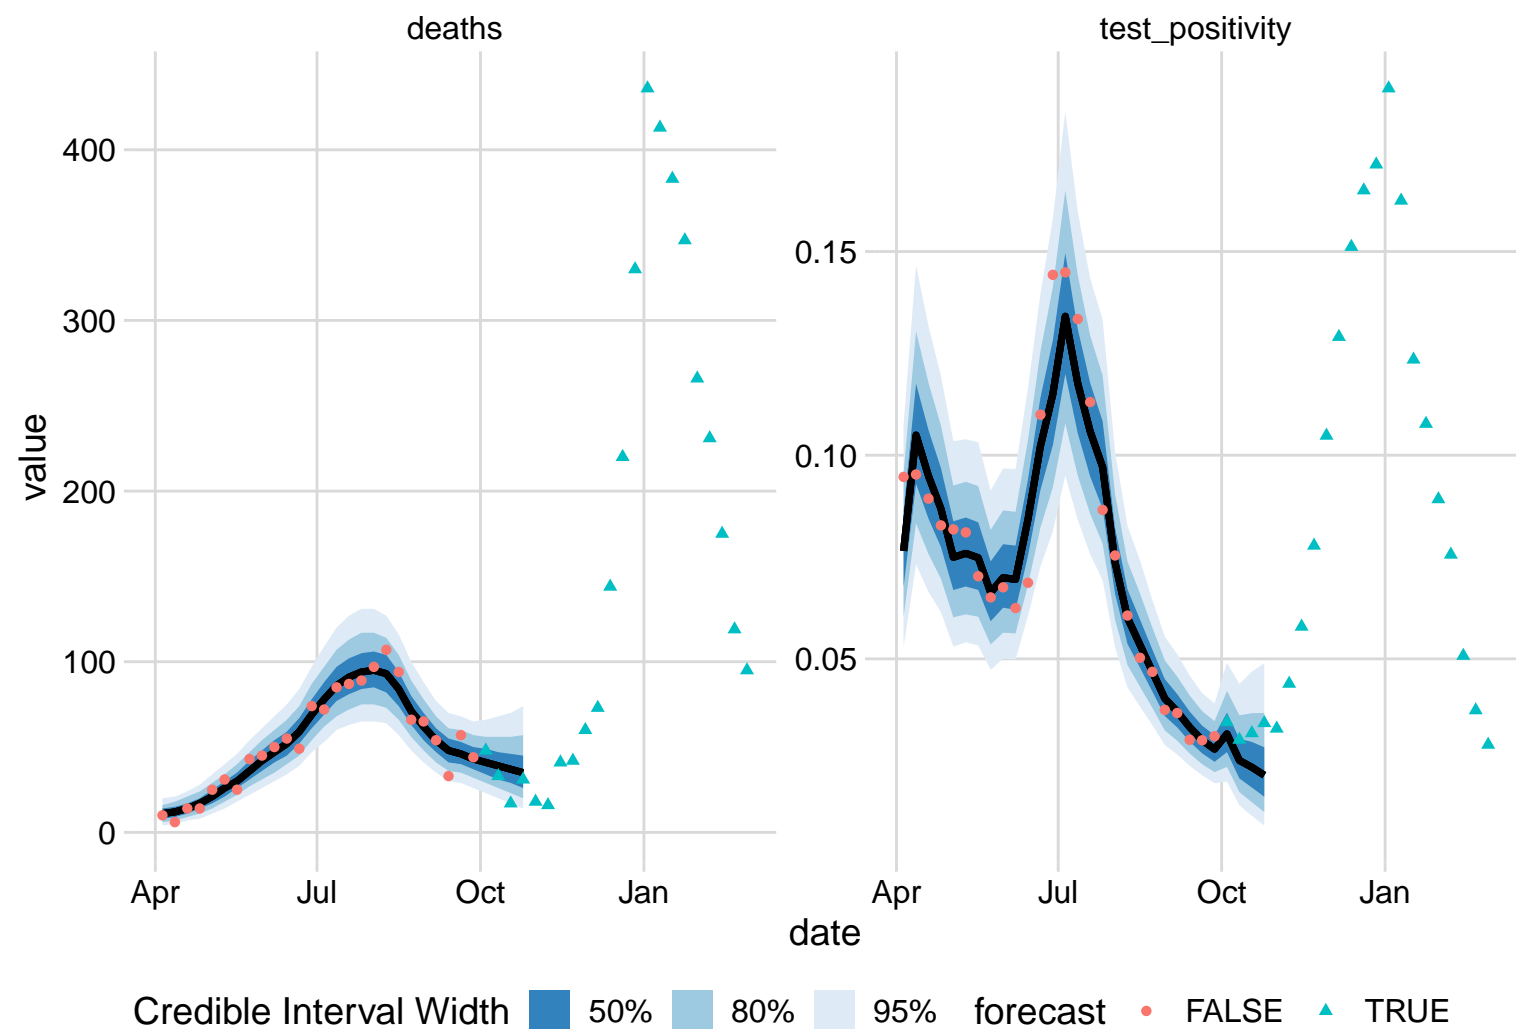 deaths
test_positivity
value
400
300
200
100
0
0.15
0.10
0.05
Apr
Jul
Oct
Jan
Apr
Jul
Oct
Jan
date
Credible Interval Width 50% 80% 95% forecast FALSE TRUE